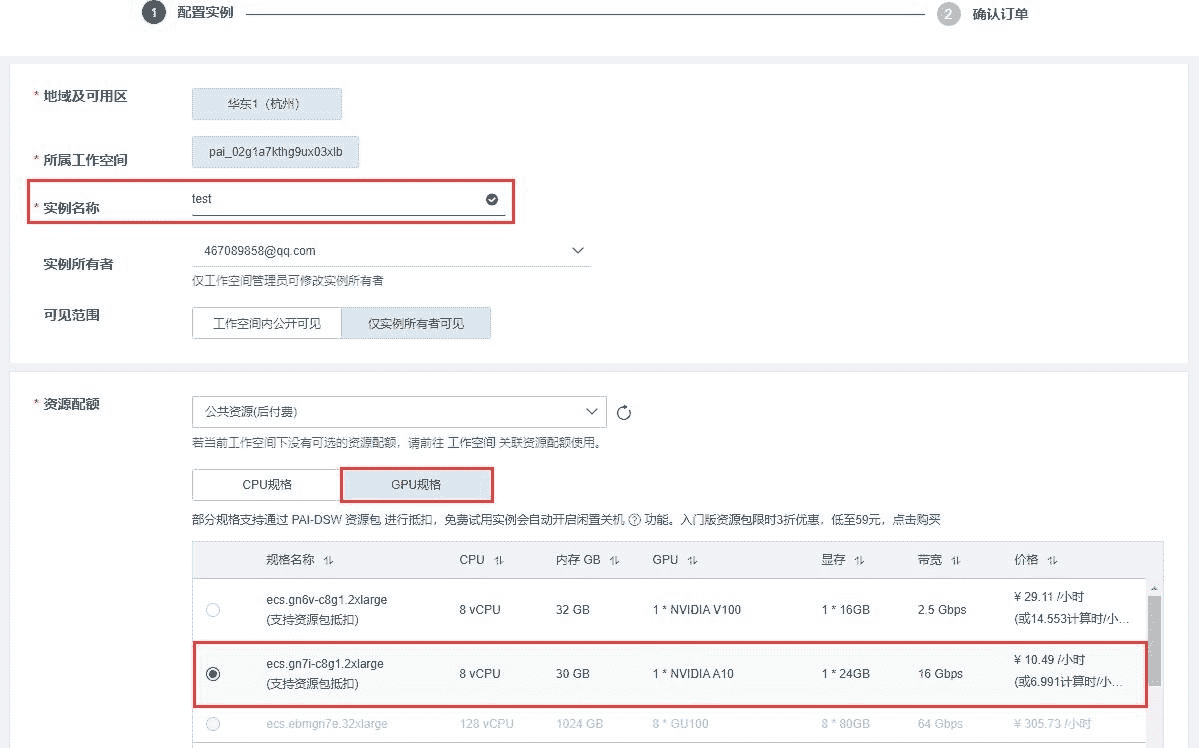 1 配置实例 2 确认订单
* 地域及可用区 华东1（杭州）
* 所属工作空间 pai_02g1a7kthg9ux03xlb
* 实例名称 test
实例所有者 467089858@qq.com
仅工作空间管理员可修改实例所有者
可见范围 工作空间内公开可见 仅实例所有者可见
* 资源配额 公共资源(后付费)
若当前工作空间下没有可选的资源配额，请前往 工作空间 关联资源配额使用。
CPU规格 GPU规格
部分规格支持通过 PAI-DSW 资源包 进行抵扣，免费试用实例会自动开启闲置关机 ? 功能。入门版资源包限时3折优惠，低至59元，点击购买
规格名称 CPU 内存 GB GPU 显存 带宽 价格
ecs.gn6v-c8g1.2xlarge 8 vCPU 32 GB 1 * NVIDIA V100 1 * 16GB 2.5 Gbps ¥ 29.11 /小时
(支持资源包抵扣) (或14.553计算时/小...
ecs.gn7i-c8g1.2xlarge 8 vCPU 30 GB 1 * NVIDIA A10 1 * 24GB 16 Gbps ¥ 10.49 /小时
(支持资源包抵扣) (或6.991计算时/小...
ecs.ebmgn7e.32xlarge 128 vCPU 1024 GB 8 * GU100 8 * 80GB 64 Gbps ¥ 305.73 /小时